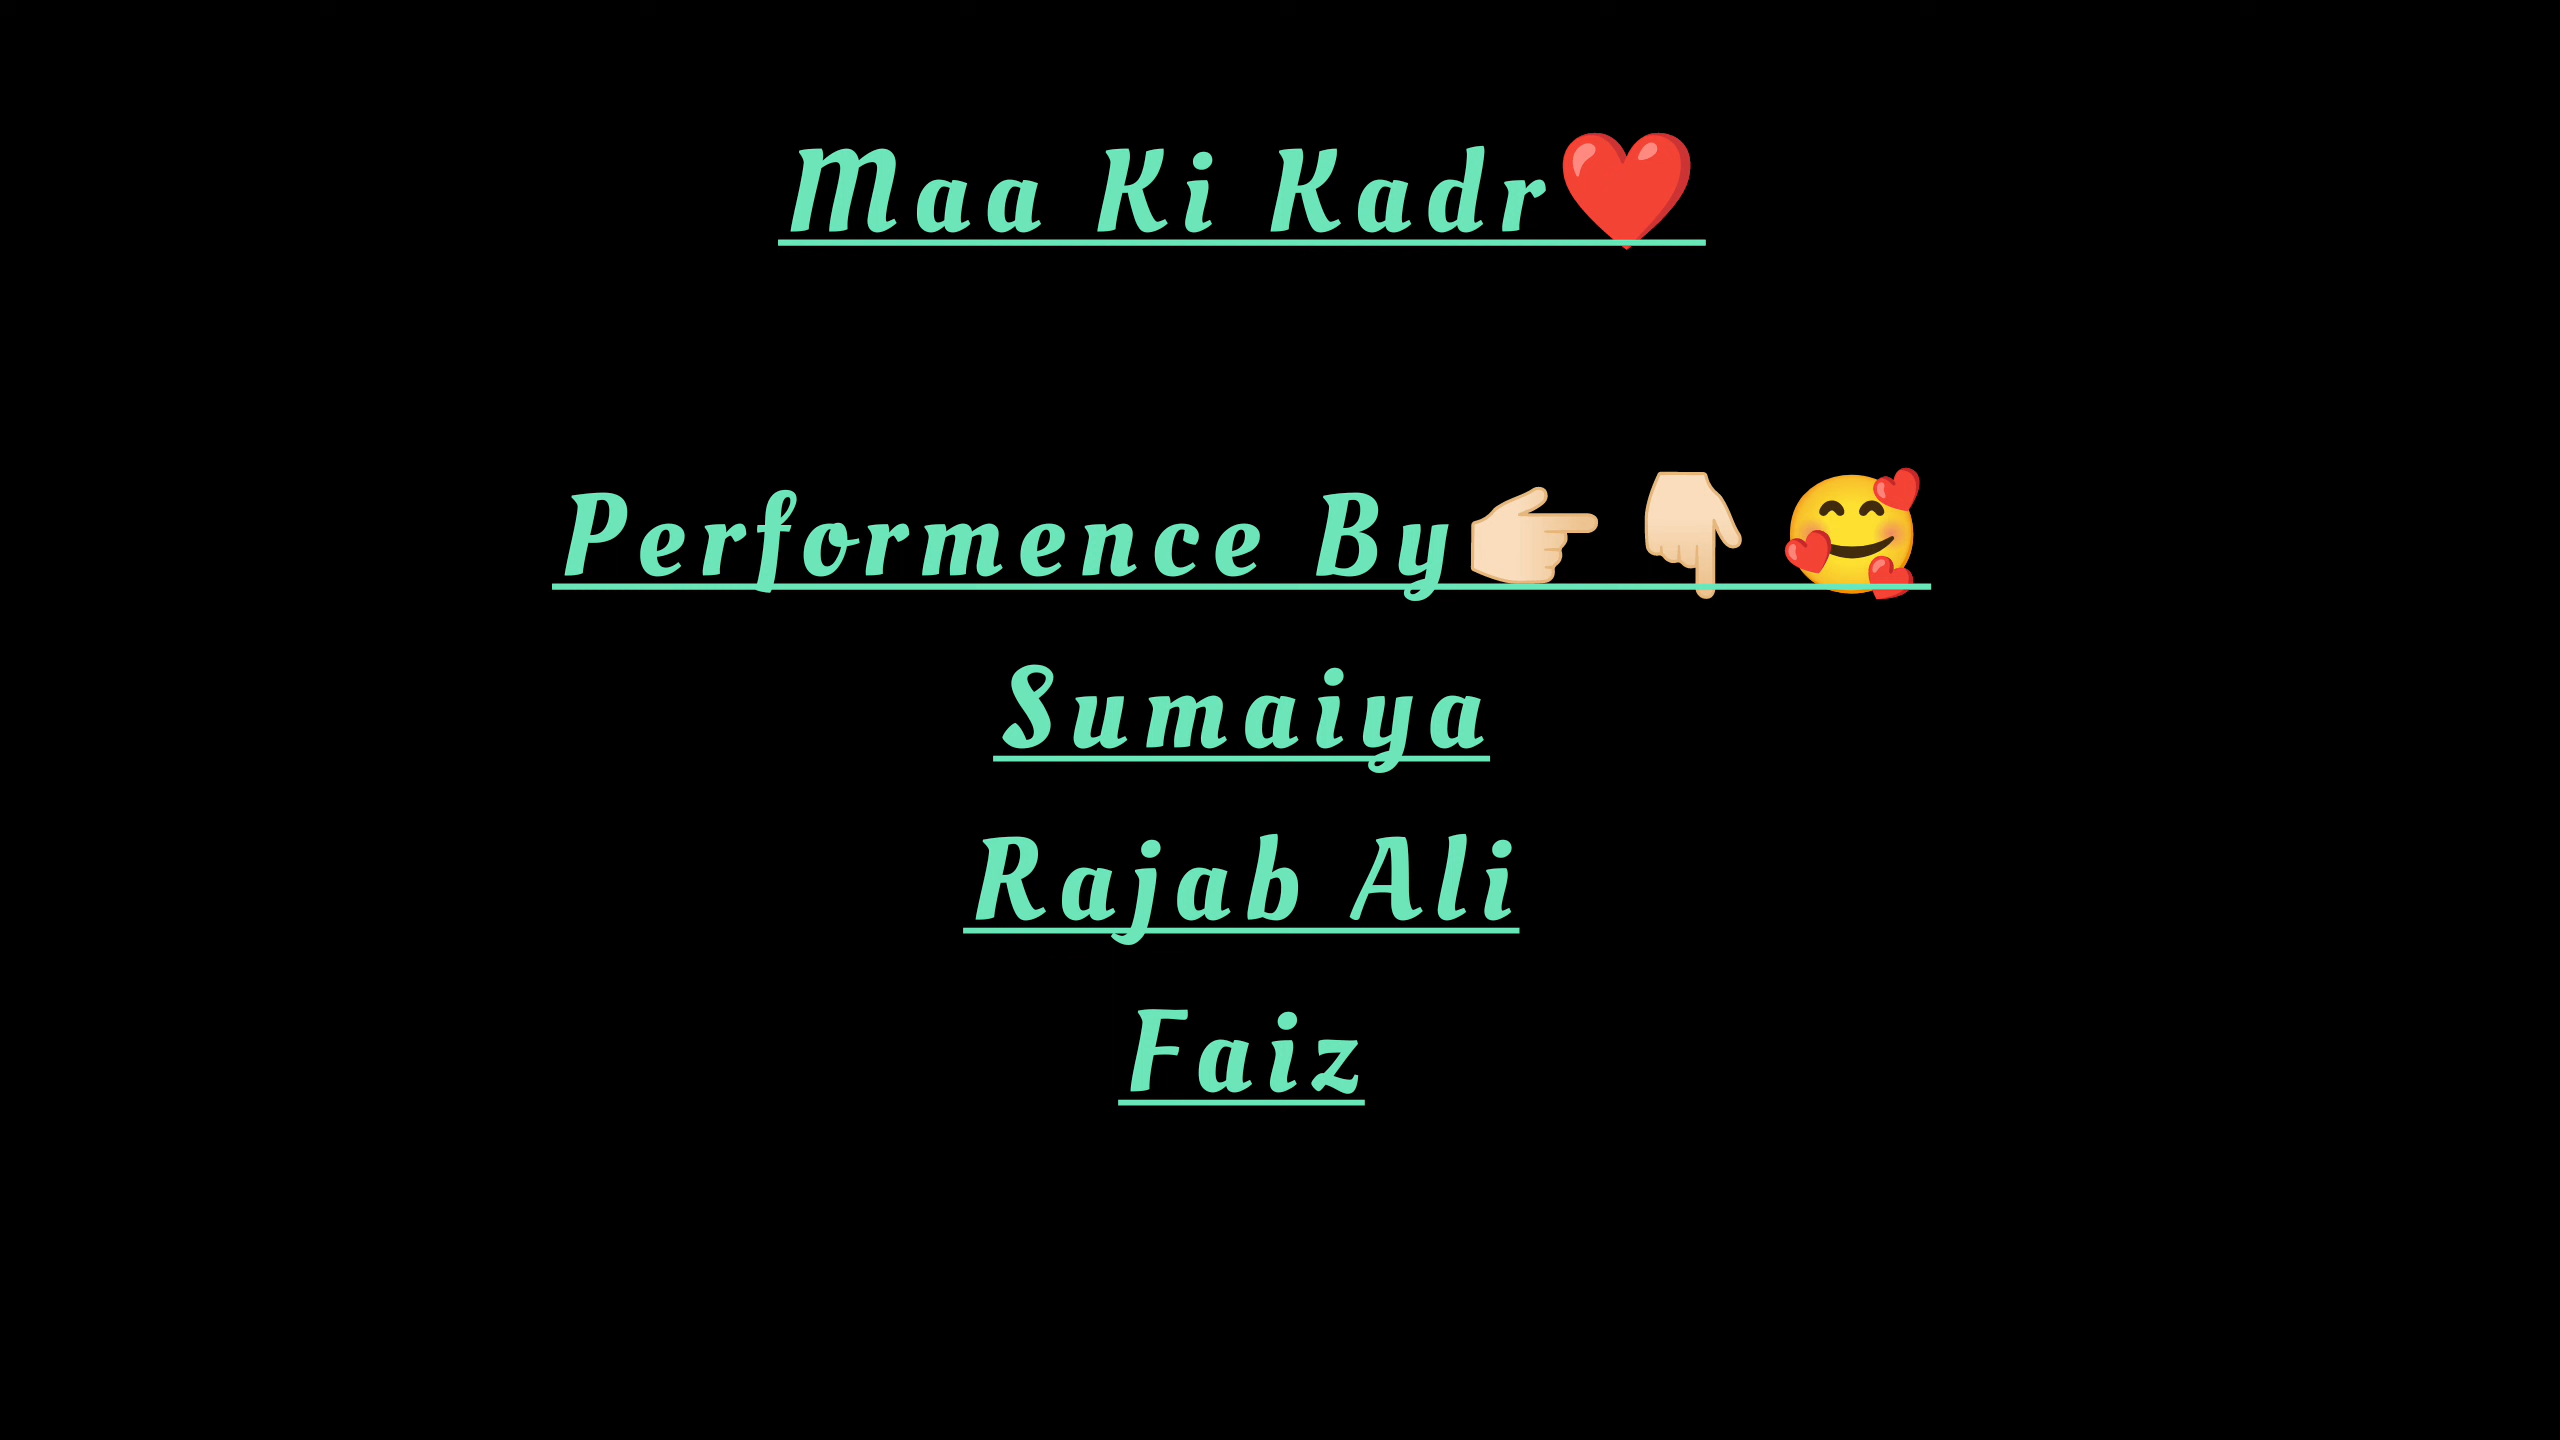 Maa Ki Kadr❤️
Performence By👉🏻👇🏻🥰
Sumaiya
Rajab Ali
Faiz